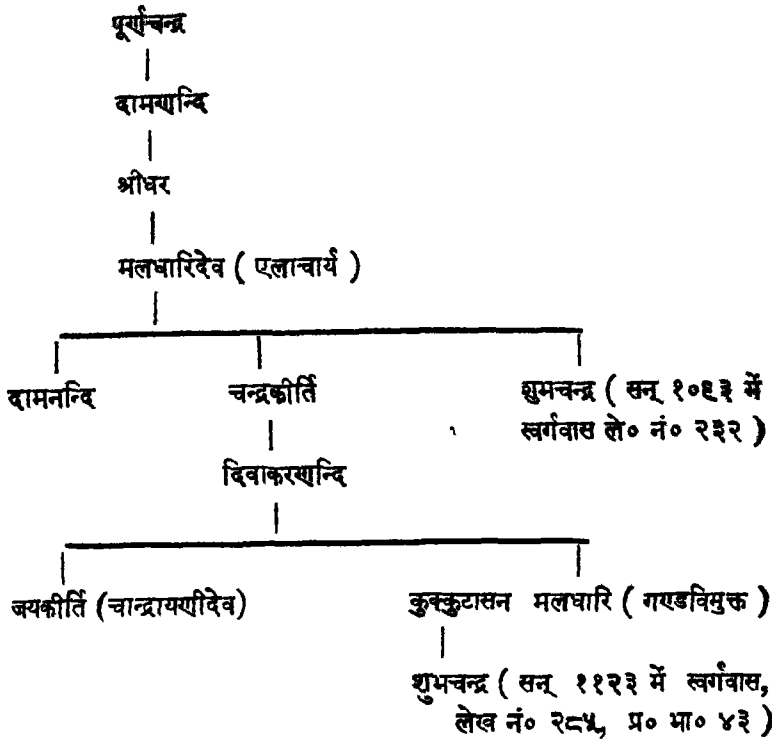 पूर्णचन्द्र
दामणन्दि
श्रीधर
मलधारिदेव ( एलाचार्य )
दामनन्दि चन्द्रकीर्ति शुभचन्द्र ( सन् १०९३ में
स्वर्गवास ले० नं० २३२ )
दिवाकरणन्दि
जयकीर्ति (चान्द्रायणीदेव) कुक्कुटासन मलधारि ( गण्डविमुक्त )
शुभचन्द्र ( सन् ११२३ में स्वर्गवास,
लेख नं० २८५, प्र० भा० ४३ )